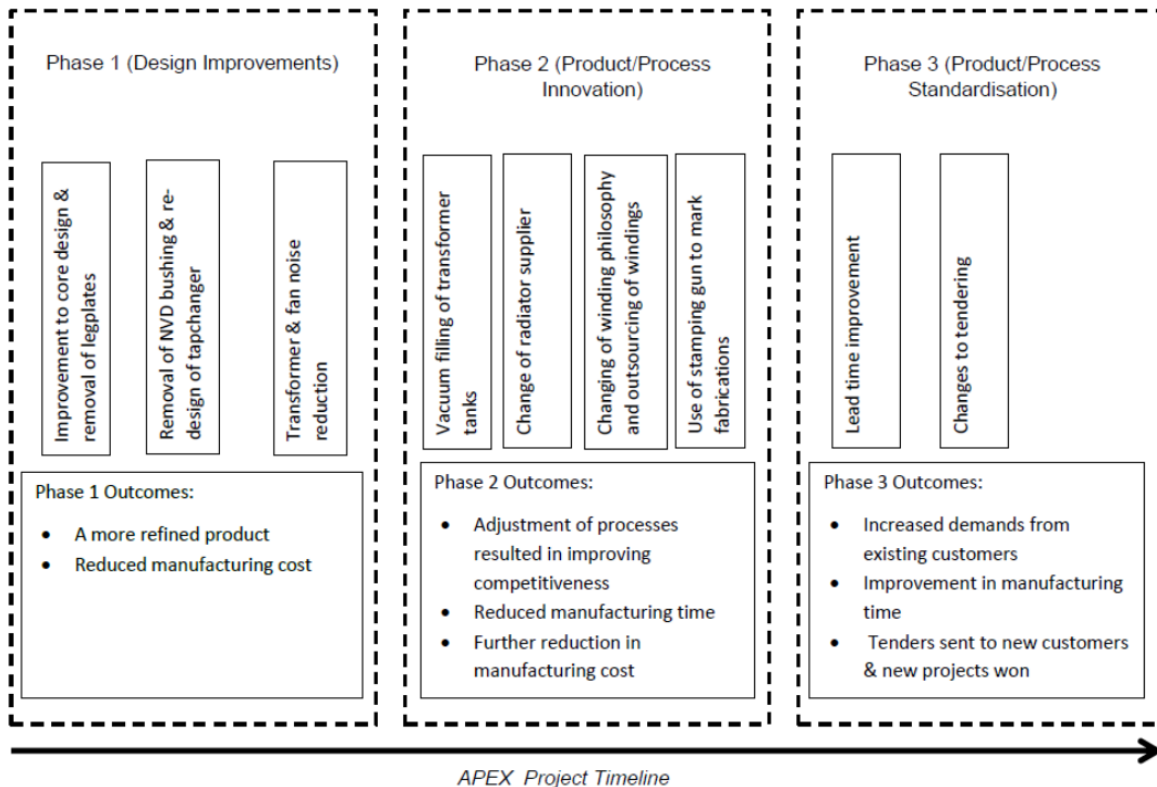 Phase 1 (Design Improvements)
Improvement to core design &
removal of legplates
Removal of NVD bushing & re-
design of tapchanger
Transformer & fan noise
reduction
Phase 1 Outcomes:
• A more refined product
• Reduced manufacturing cost
Phase 2 (Product/Process
Innovation)
Vacuum filling of transformer
tanks
Change of radiator supplier
Changing of winding philosophy
and outsourcing of windings
Use of stamping gun to mark
fabrications
Phase 2 Outcomes:
• Adjustment of processes
resulted in improving
competitiveness
• Reduced manufacturing time
• Further reduction in
manufacturing cost
Phase 3 (Product/Process
Standardisation)
Lead time improvement
Changes to tendering
Phase 3 Outcomes:
• Increased demands from
existing customers
• Improvement in manufacturing
time
• Tenders sent to new customers
& new projects won
APEX Project Timeline